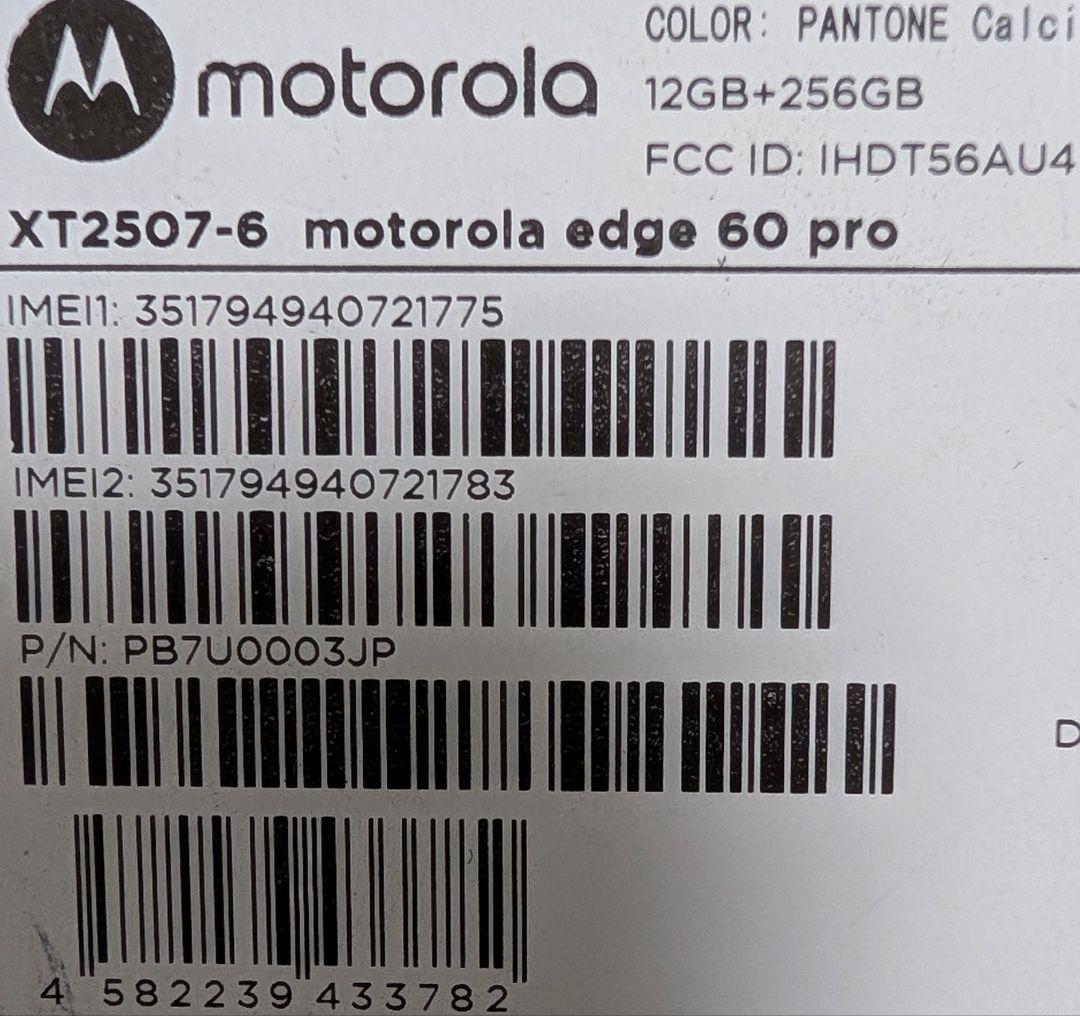 motorola
COLOR: PANTONE Calci
12GB+256GB
FCC ID: IHDT56AU4
XT2507-6 motorola edge 60 pro
IMEI1: 351794940721775
IMEI2: 351794940721783
P/N: PB7U0003JP
D
4 582239 433782